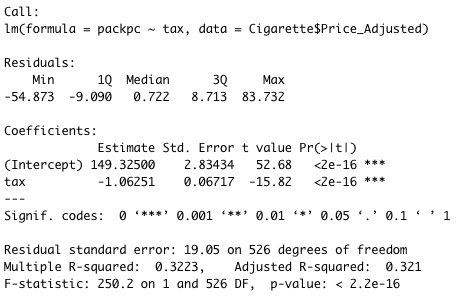 Call:
lm(formula = packpc ~ tax, data = Cigarette$Price_Adjusted)
Residuals:
Min 1Q Median 3Q Max
-54.873 -9.090 0.722 8.713 83.732
Coefficients:
Estimate Std. Error t value Pr(>|t|)
(Intercept) 149.32500 2.83434 52.68 <2e-16 ***
tax -1.06251 0.06717 -15.82 <2e-16 ***
---
Signif. codes: 0 ‘***’ 0.001 ‘**’ 0.01 ‘*’ 0.05 ‘.’ 0.1 ‘ ’ 1
Residual standard error: 19.05 on 526 degrees of freedom
Multiple R-squared: 0.3223, Adjusted R-squared: 0.321
F-statistic: 250.2 on 1 and 526 DF, p-value: < 2.2e-16